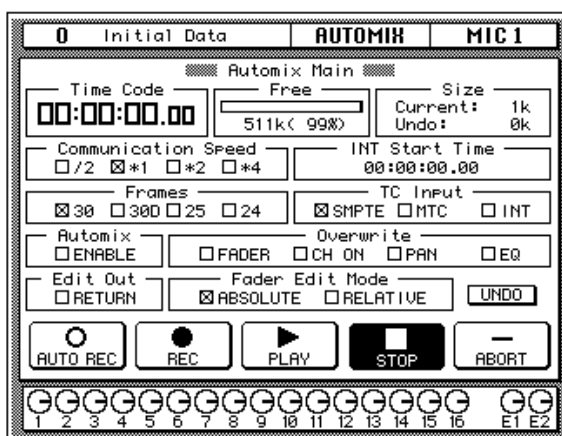 0 Initial Data AUTOMIX MIC 1
Automix Main
Time Code Free Size
00:00:00.00 511k( 99%) Current: 1k
Undo: 0k
Communication Speed INT Start Time
/2 *1 *2 *4 00:00:00.00
Frames TC Input
30 30D 25 24 SMPTE MTC INT
Automix Overwrite
ENABLE FADER CH ON PAN EQ
Edit Out Fader Edit Mode
RETURN ABSOLUTE RELATIVE UNDO
AUTO REC REC PLAY STOP ABORT
1 2 3 4 5 6 7 8 9 10 11 12 13 14 15 16 E1 E2